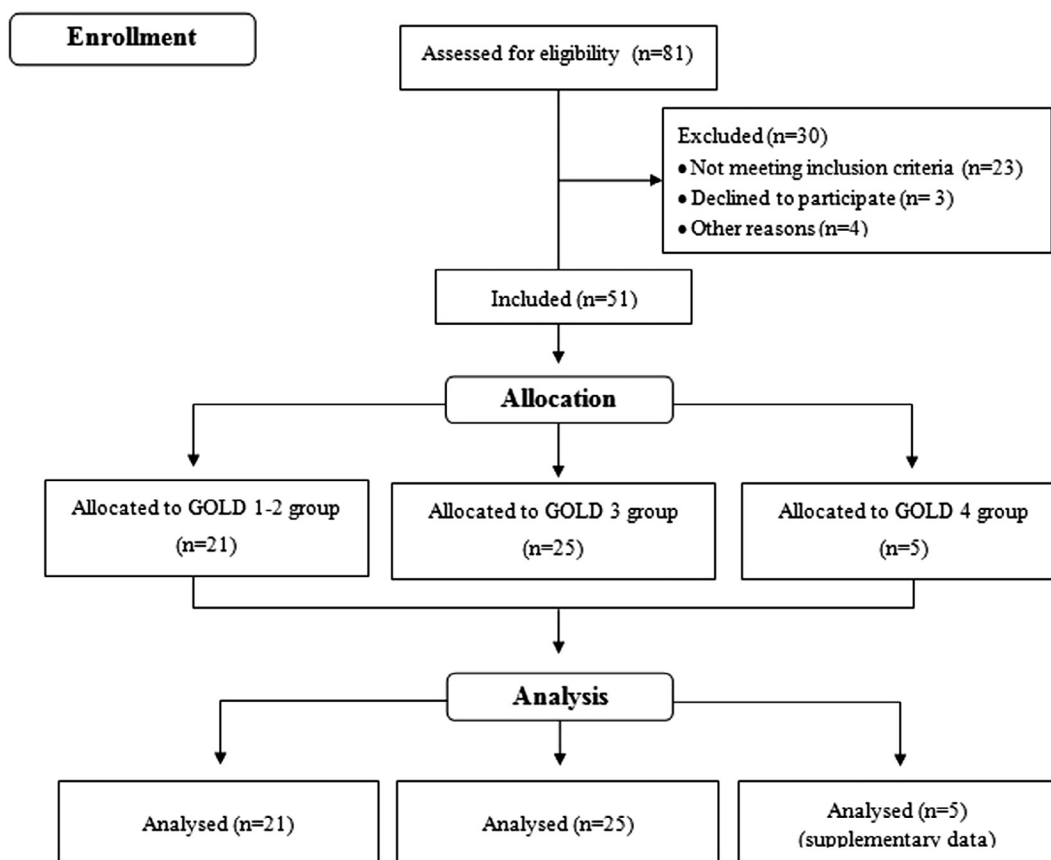 Enrollment
Assessed for eligibility (n=81)
Excluded (n=30)
• Not meeting inclusion criteria (n=23)
• Declined to participate (n= 3)
• Other reasons (n=4)
Included (n=51)
Allocation
Allocated to GOLD 1-2 group
(n=21)
Allocated to GOLD 3 group
(n=25)
Allocated to GOLD 4 group
(n=5)
Analysis
Analysed (n=21)
Analysed (n=25)
Analysed (n=5)
(supplementary data)